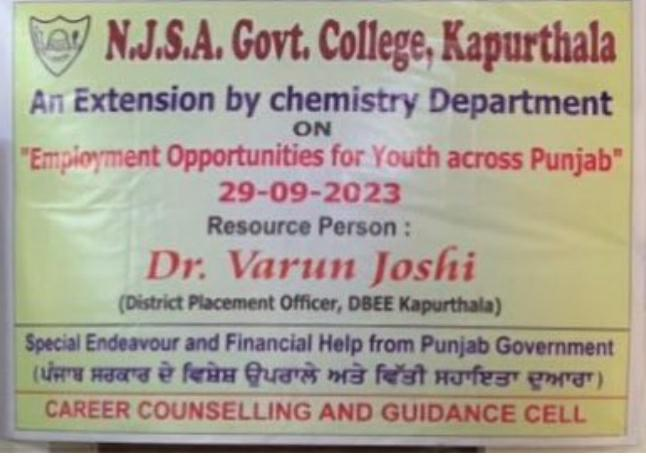 N.J.S.A. Govt. College, Kapurthala
An Extension by chemistry Department
ON
"Employment Opportunities for Youth across Punjab"
29-09-2023
Resource Person :
Dr. Varun Joshi
(District Placement Officer, DBEE Kapurthala)
Special Endeavour and Financial Help from Punjab Government
(ਪੰਜਾਬ ਸਰਕਾਰ ਦੇ ਵਿਸ਼ੇਸ਼ ਉਪਰਾਲੇ ਅਤੇ ਵਿੱਤੀ ਸਹਾਇਤਾ ਦੁਆਰਾ)
CAREER COUNSELLING AND GUIDANCE CELL